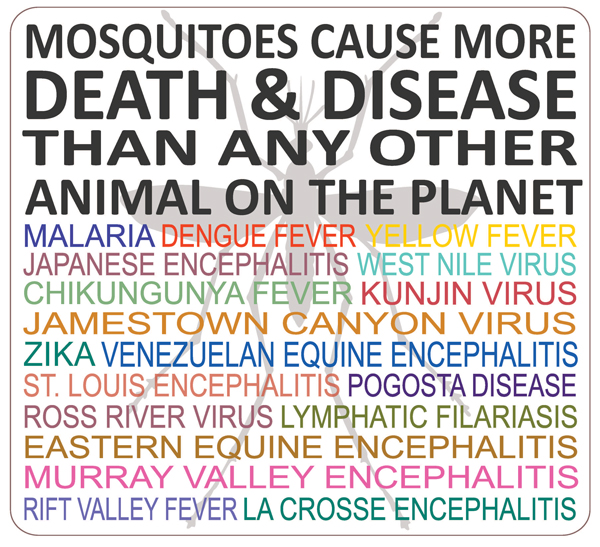 MOSQUITOES CAUSE MORE
DEATH & DISEASE
THAN ANY OTHER
ANIMAL ON THE PLANET
MALARIA DENGUE FEVER YELLOW FEVER
JAPANESE ENCEPHALITIS WEST NILE VIRUS
CHIKUNGUNYA FEVER KUNJIN VIRUS
JAMESTOWN CANYON VIRUS
ZIKA VENEZUELAN EQUINE ENCEPHALITIS
ST. LOUIS ENCEPHALITIS POGOSTA DISEASE
ROSS RIVER VIRUS LYMPHATIC FILARIASIS
EASTERN EQUINE ENCEPHALITIS
MURRAY VALLEY ENCEPHALITIS
RIFT VALLEY FEVER LA CROSSE ENCEPHALITIS